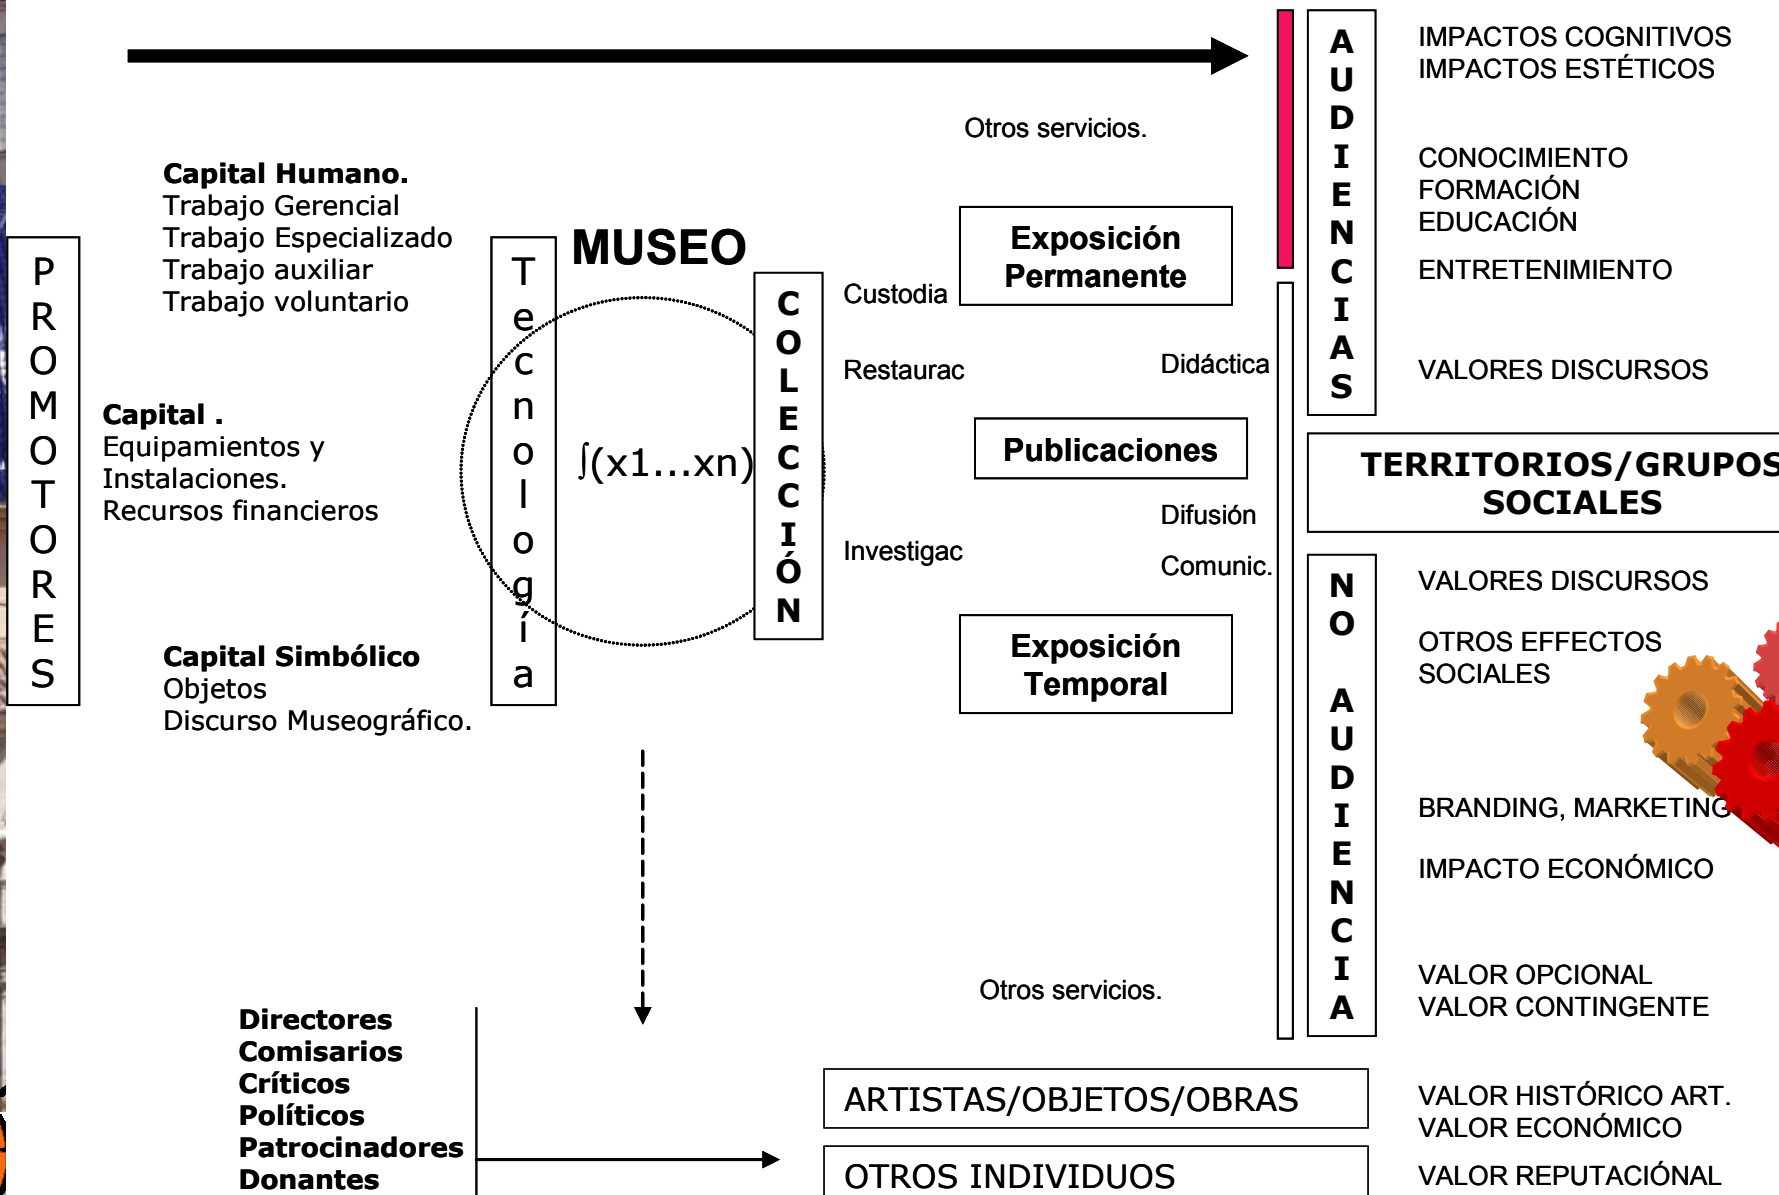 PROMOTORES
Capital Humano.
Trabajo Gerencial
Trabajo Especializado
Trabajo auxiliar
Trabajo voluntario
Capital .
Equipamientos y
Instalaciones.
Recursos financieros
Capital Simbólico
Objetos
Discurso Museográfico.
Tecnología
MUSEO
∫(x1...xn)
COLECCIÓN
Custodia
Restaurac
Investigac
Otros servicios.
Exposición
Permanente
Didáctica
Publicaciones
Difusión
Comunic.
Exposición
Temporal
Otros servicios.
AUDIENCIAS
IMPACTOS COGNITIVOS
IMPACTOS ESTÉTICOS
CONOCIMIENTO
FORMACIÓN
EDUCACIÓN
ENTRETENIMIENTO
VALORES DISCURSOS
TERRITORIOS/GRUPOS
SOCIALES
NO AUDIENCIA
VALORES DISCURSOS
OTROS EFFECTOS
SOCIALES
BRANDING, MARKETING
IMPACTO ECONÓMICO
VALOR OPCIONAL
VALOR CONTINGENTE
Directores
Comisarios
Críticos
Políticos
Patrocinadores
Donantes
ARTISTAS/OBJETOS/OBRAS
VALOR HISTÓRICO ART.
VALOR ECONÓMICO
OTROS INDIVIDUOS
VALOR REPUTACIÓNAL